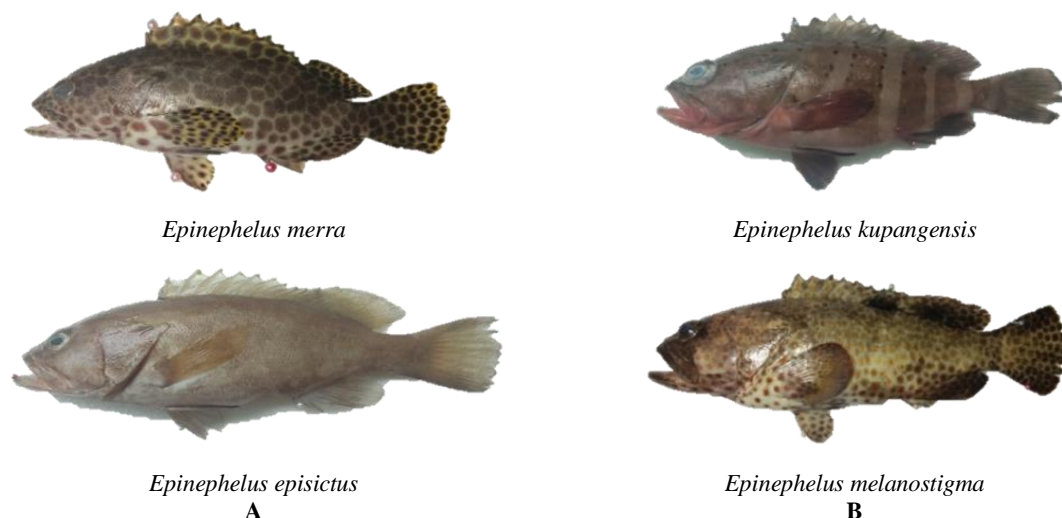 Epinephelus merra
Epinephelus kupangensis
Epinephelus episictus
Epinephelus melanostigma
A
B